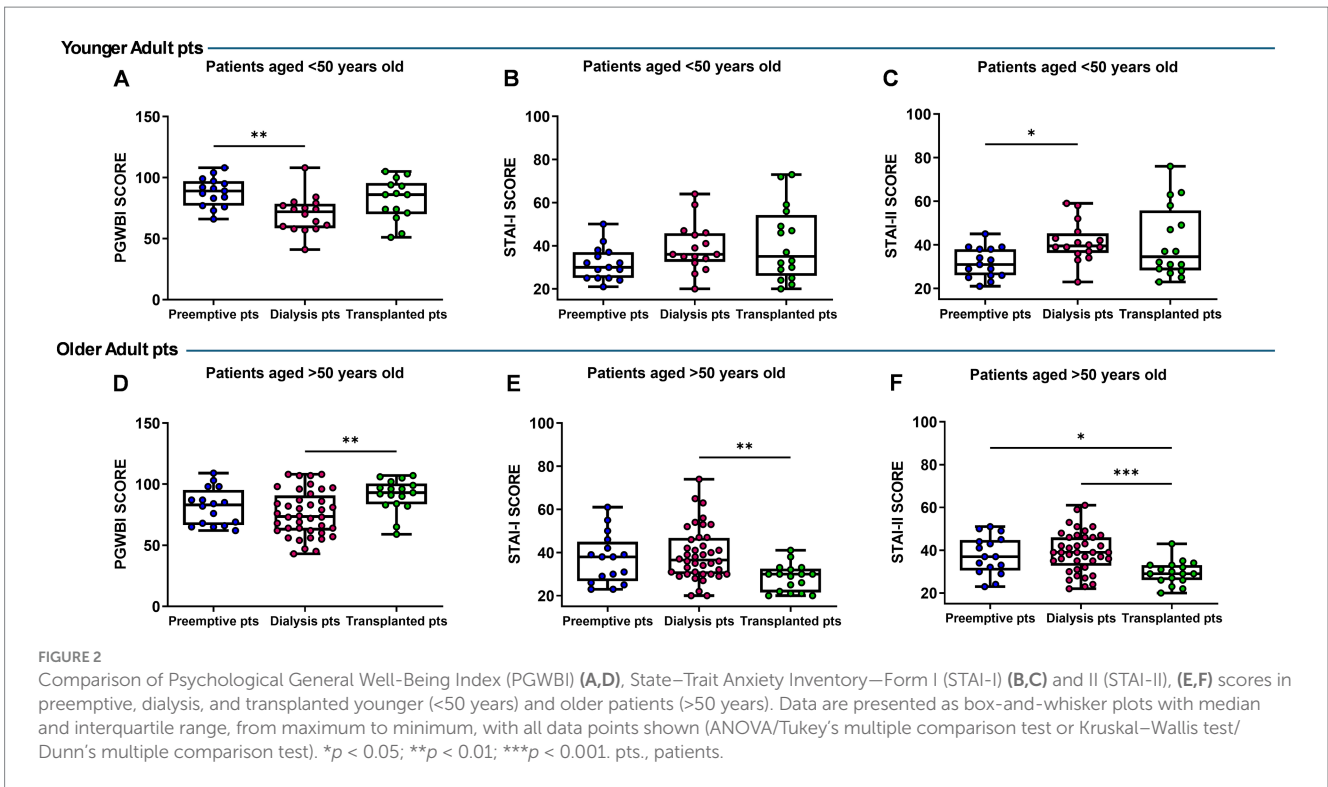 Younger Adult pts
A
Patients aged <50 years old
PGWBI SCORE
150
100
50
0
**
Preemptive pts
Dialysis pts
Transplanted pts
B
Patients aged <50 years old
STAI-I SCORE
100
80
60
40
20
Preemptive pts
Dialysis pts
Transplanted pts
C
Patients aged <50 years old
STAI-II SCORE
100
80
60
40
20
*
Preemptive pts
Dialysis pts
Transplanted pts
Older Adult pts
D
Patients aged >50 years old
PGWBI SCORE
150
100
50
0
**
Preemptive pts
Dialysis pts
Transplanted pts
E
Patients aged >50 years old
STAI-I SCORE
100
80
60
40
20
**
Preemptive pts
Dialysis pts
Transplanted pts
F
Patients aged >50 years old
STAI-II SCORE
100
80
60
40
20
*
***
Preemptive pts
Dialysis pts
Transplanted pts
FIGURE 2
Comparison of Psychological General Well-Being Index (PGWBI) (A,D), State–Trait Anxiety Inventory—Form I (STAI-I) (B,C) and II (STAI-II), (E,F) scores in
preemptive, dialysis, and transplanted younger (<50 years) and older patients (>50 years). Data are presented as box-and-whisker plots with median
and interquartile range, from maximum to minimum, with all data points shown (ANOVA/Tukey's multiple comparison test or Kruskal–Wallis test/
Dunn's multiple comparison test). *p < 0.05; **p < 0.01; ***p < 0.001. pts., patients.